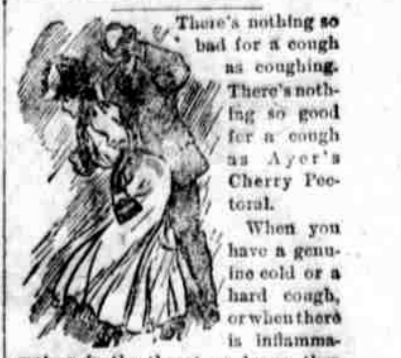 There's nothing so
bad for a cough
as coughing.
There's noth-
ing so good
for a cough
as Ayer's
Cherry Pec-
toral.
When you
have a genu-
ine cold or a
hard cough,
or when there
is inflamma-